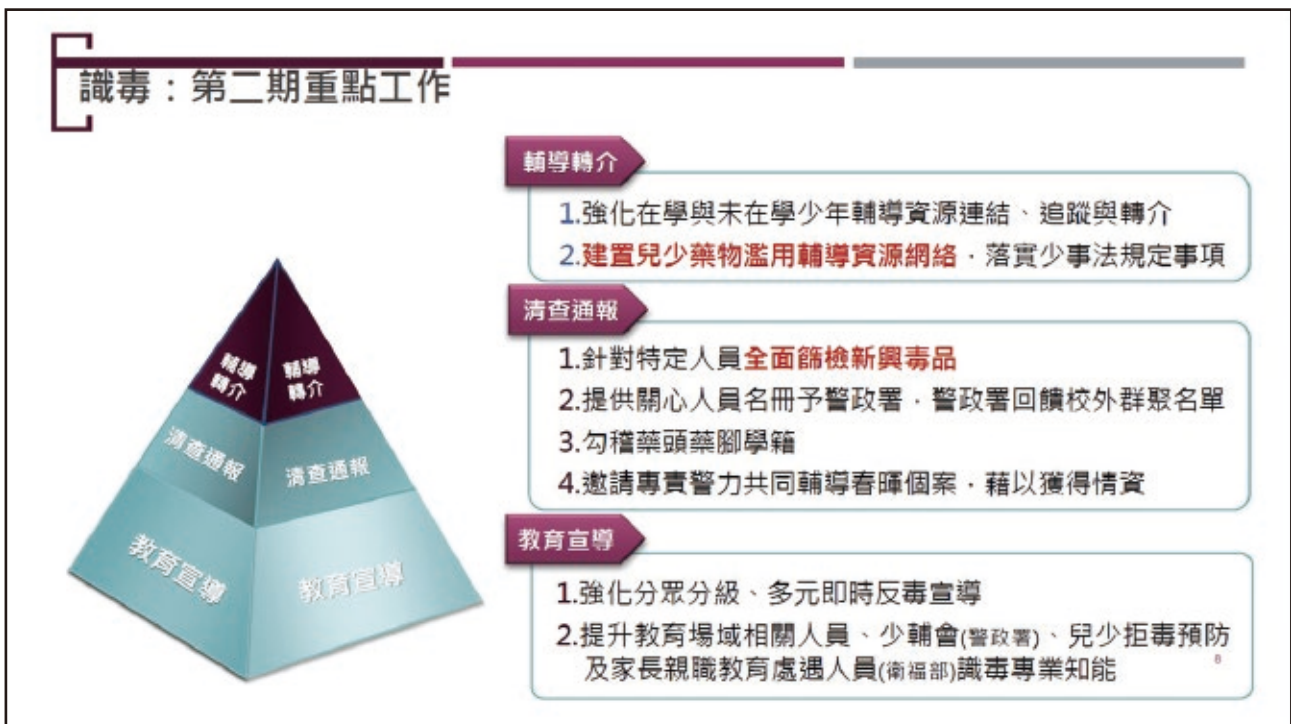 識毒：第二期重點工作
輔導轉介
1.強化在學與未在學少年輔導資源連結、追蹤與轉介
2.建置兒少藥物濫用輔導資源網絡，落實少事法規定事項
清查通報
1.針對特定人員全面篩檢新興毒品
2.提供關心人員名冊予警政署，警政署回饋校外群聚名單
3.勾稽藥頭藥腳學籍
4.邀請專責警力共同輔導春暉個案，藉以獲得情資
教育宣導
1.強化分眾分級、多元即時反毒宣導
2.提升教育場域相關人員、少輔會(警政署)、兒少拒毒預防
及家長親職教育處遇人員(衛福部)識毒專業知能
輔導
轉介
輔導
轉介
清查通報
清查通報
教育宣導
教育宣導